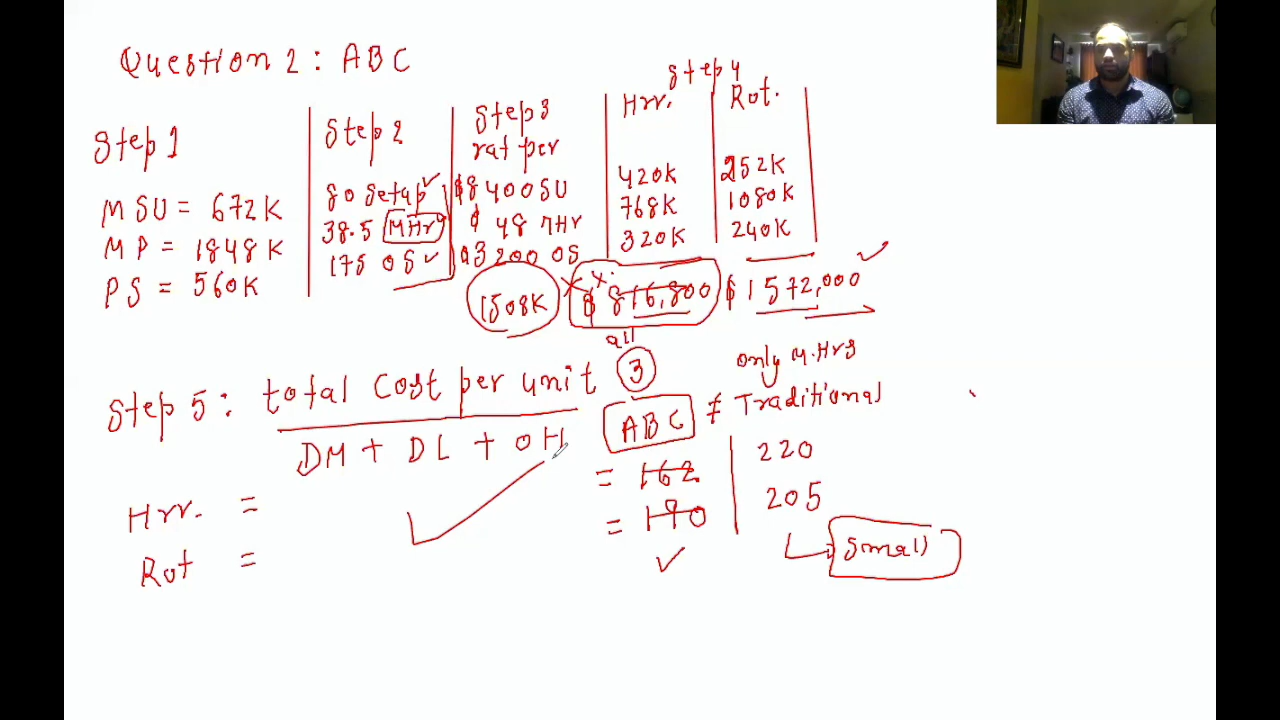 Question 2 : ABC
Step 1
MSU = 672K
MP = 1848K
PS = 560K
Step 2
80 Setup
38.5 MHr
175 OS
Step 3
rat per
$8400SU
$ 48 MHr
3200 OS
Step 4
Hrr.
420K
768K
320K
Rot.
252K
1080K
240K
1508K
$ 816,800
$ 1572,000
Step 5 : total Cost per unit
DM + DL + OH
all
3
ABC ≠ Traditional
only M.Hrs
Hrr. =
Rot =
= 162
= 190
220
205
Small